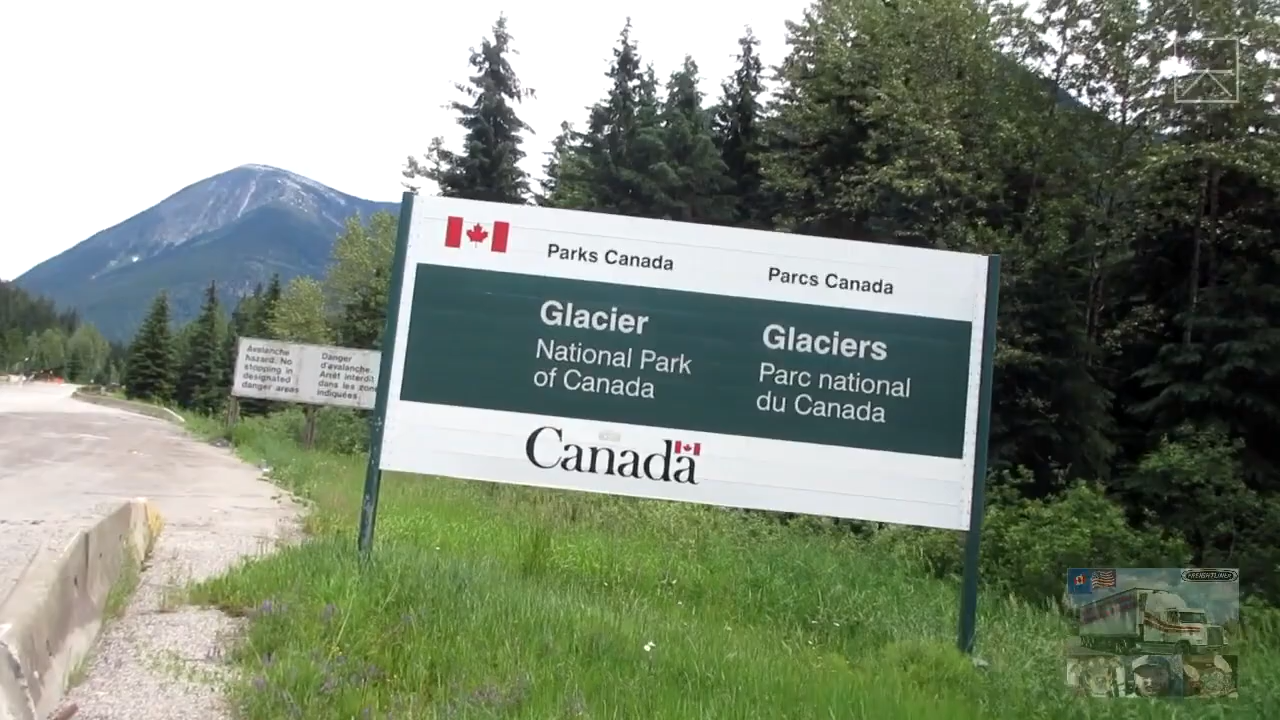 Parks Canada
Parcs Canada
Glacier
National Park
of Canada
Glaciers
Parc national
du Canada
Canada
Avalanche
hazard. No
stopping in
designated
danger areas
Danger
d'avalanche.
Arrêt interdit
dans les zones
indiquées
FREIGHTLINER